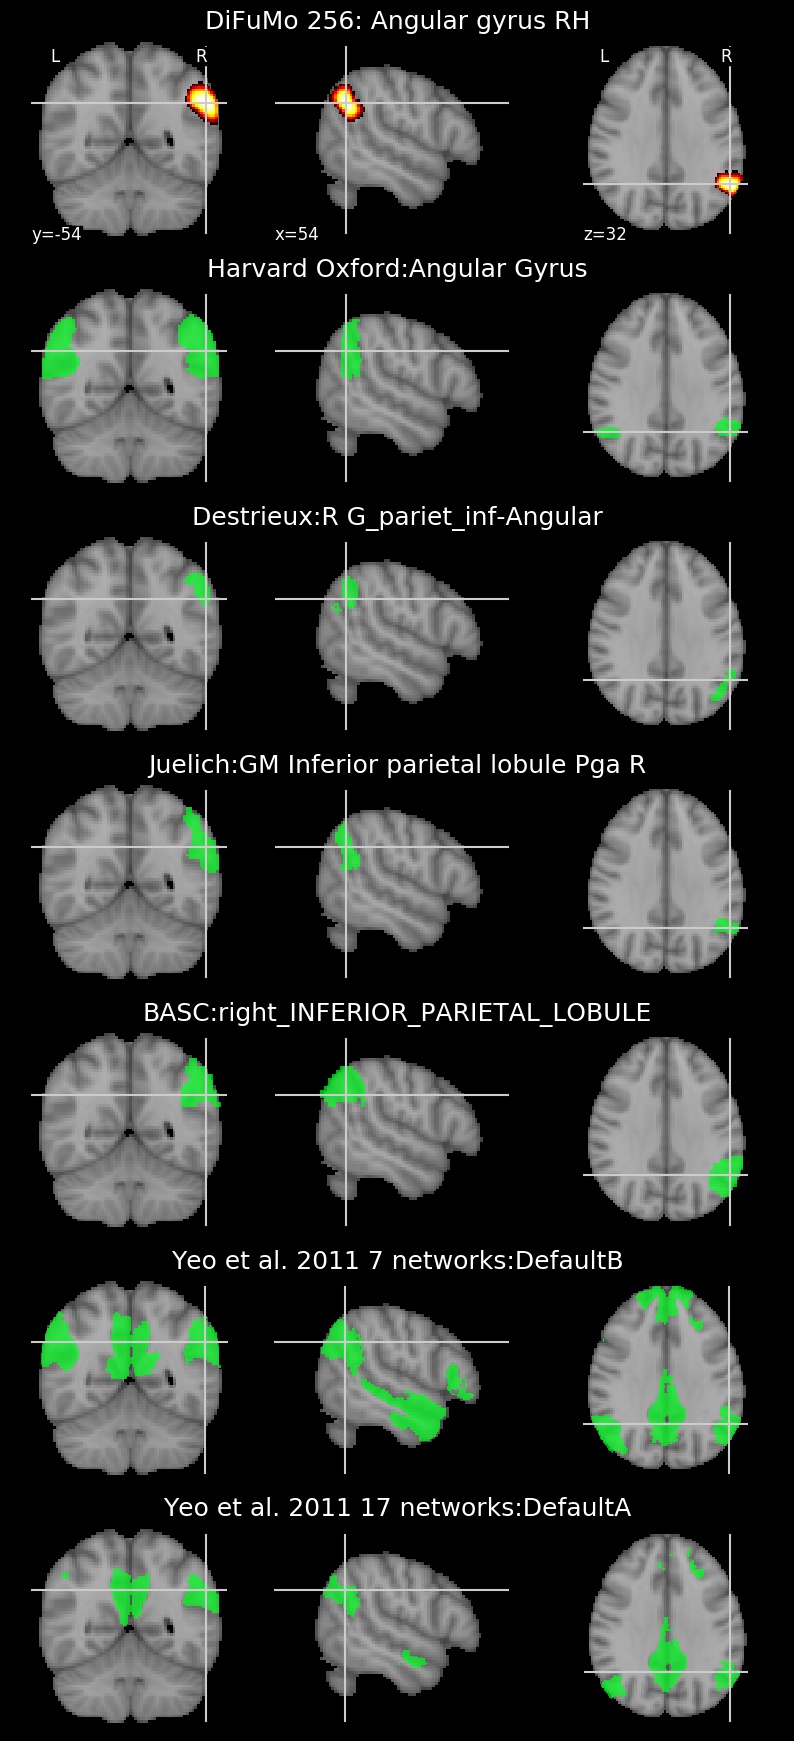 DiFuMo 256: Angular gyrus RH
L R L R
y=-54 x=54 z=32
Harvard Oxford:Angular Gyrus
Destrieux:R G_pariet_inf-Angular
Juelich:GM Inferior parietal lobule Pga R
BASC:right_INFERIOR_PARIETAL_LOBULE
Yeo et al. 2011 7 networks:DefaultB
Yeo et al. 2011 17 networks:DefaultA